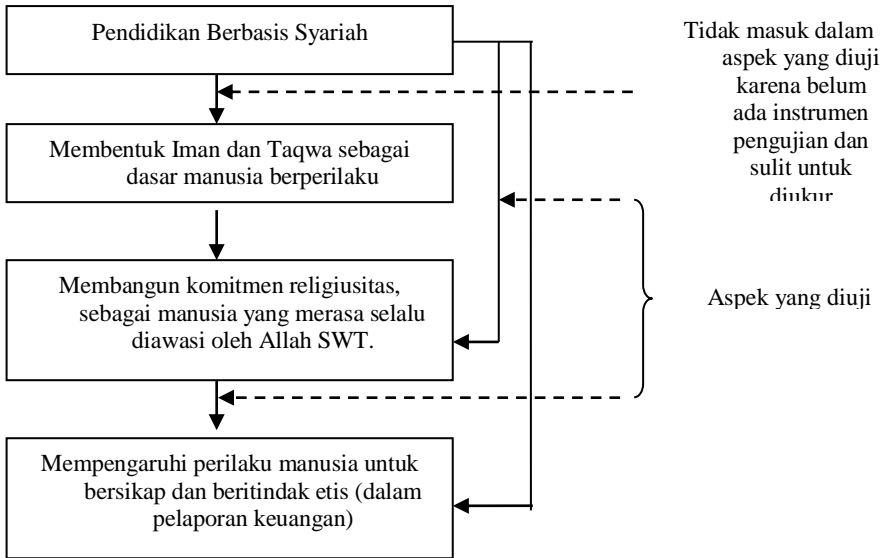 Pendidikan Berbasis Syariah
Tidak masuk dalam
aspek yang diuji
karena belum
ada instrumen
pengujian dan
sulit untuk
diukur
Membentuk Iman dan Taqwa sebagai
dasar manusia berperilaku
Membangun komitmen religiusitas,
sebagai manusia yang merasa selalu
diawasi oleh Allah SWT.
Aspek yang diuji
Mempengaruhi perilaku manusia untuk
bersikap dan beritindak etis (dalam
pelaporan keuangan)